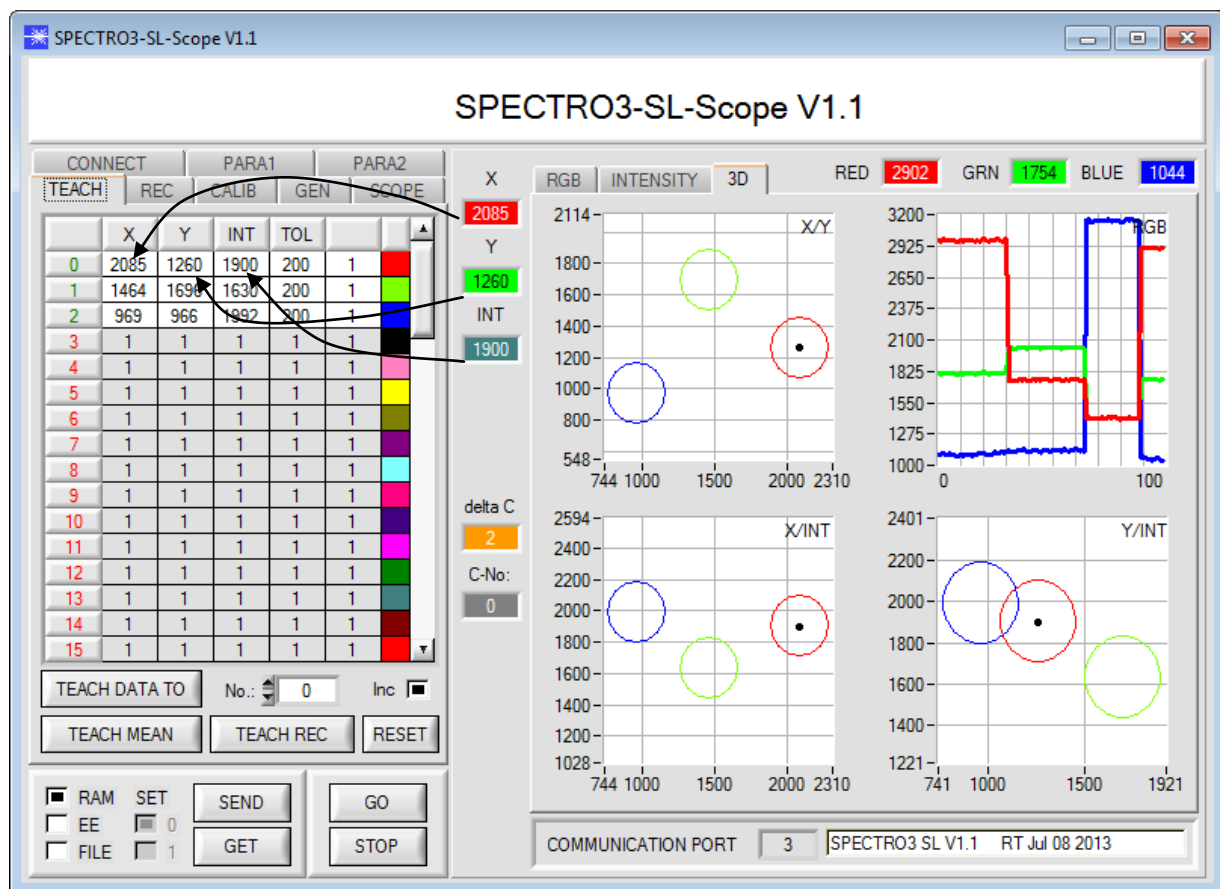 SPECTRO3-SL-Scope V1.1
SPECTRO3-SL-Scope V1.1
CONNECT PARA1 PARA2
TEACH REC CALIB GEN SCOPE
X Y INT TOL
0 2085 1260 1900 200 1
1 1464 1696 1630 200 1
2 969 966 1992 200 1
3 1 1 1 1 1
4 1 1 1 1 1
5 1 1 1 1 1
6 1 1 1 1 1
7 1 1 1 1 1
8 1 1 1 1 1
9 1 1 1 1 1
10 1 1 1 1 1
11 1 1 1 1 1
12 1 1 1 1 1
13 1 1 1 1 1
14 1 1 1 1 1
15 1 1 1 1 1
TEACH DATA TO No.: 0 Inc
TEACH MEAN TEACH REC RESET
RAM SET SEND GO
EE 0
FILE 1 GET STOP
X
2085
Y
1260
INT
1900
delta C
2
C-No:
0
RGB INTENSITY 3D RED 2902 GRN 1754 BLUE 1044
X/Y
2114
1800
1600
1400
1200
1000
800
548
744 1000 1500 2000 2310
RGB
3200
2925
2650
2375
2100
1825
1550
1275
1000
0 100
X/INT
2594
2400
2200
2000
1800
1600
1400
1200
1028
744 1000 1500 2000 2310
Y/INT
2401
2200
2000
1800
1600
1400
1221
741 1000 1500 1921
COMMUNICATION PORT 3 SPECTRO3 SL V1.1 RT Jul 08 2013